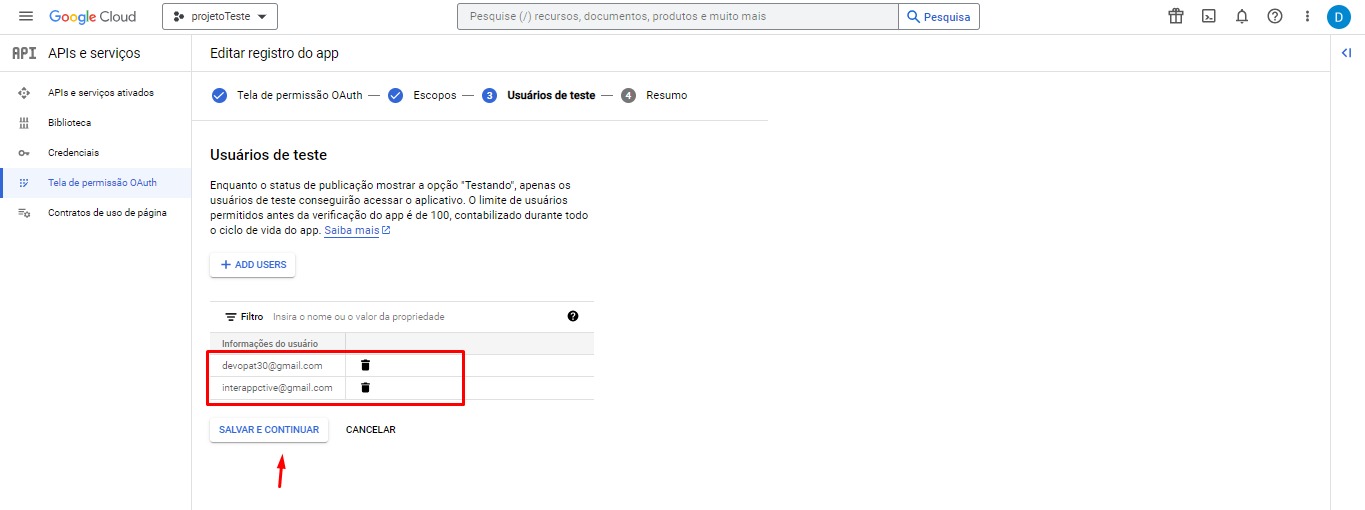 Google Cloud
projetoTeste
Pesquise (/) recursos, documentos, produtos e muito mais
Pesquisa
D
API APIs e serviços
Editar registro do app
APIs e serviços ativados
Biblioteca
Credenciais
Tela de permissão OAuth
Contratos de uso de página
Tela de permissão OAuth — Escopos — 3 Usuários de teste — 4 Resumo
Usuários de teste
Enquanto o status de publicação mostrar a opção "Testando", apenas os
usuários de teste conseguirão acessar o aplicativo. O limite de usuários
permitidos antes da verificação do app é de 100, contabilizado durante todo
o ciclo de vida do app. Saiba mais
+ ADD USERS
Filtro Insira o nome ou o valor da propriedade
Informações do usuário
devopat30@gmail.com
interappctive@gmail.com
SALVAR E CONTINUAR CANCELAR